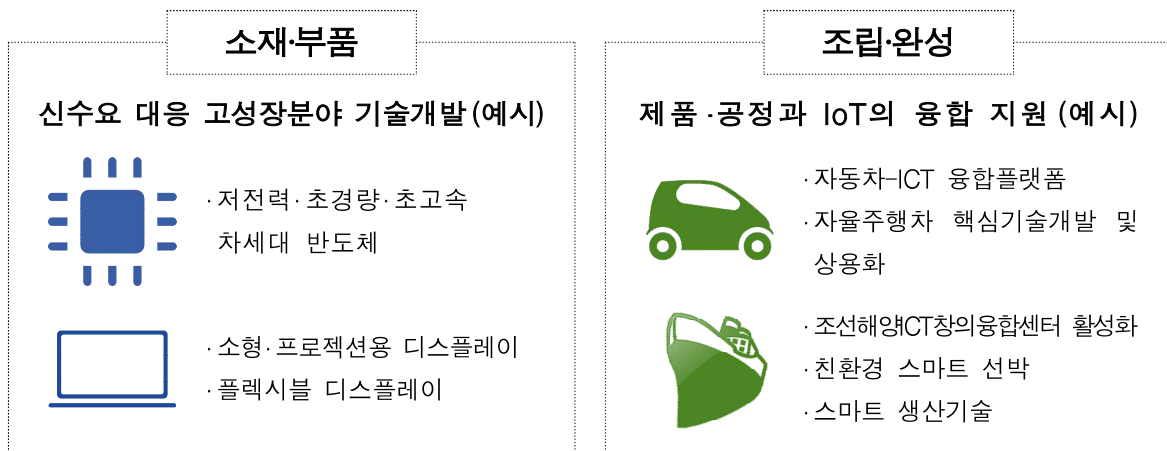 소재·부품
신수요 대응 고성장분야 기술개발(예시)
· 저전력·초경량·초고속
차세대 반도체
· 소형·프로젝션용 디스플레이
· 플렉시블 디스플레이
조립·완성
제품·공정과 IoT의 융합 지원(예시)
· 자동차-ICT 융합플랫폼
· 자율주행차 핵심기술개발 및
상용화
· 조선해양ICT창의융합센터 활성화
· 친환경 스마트 선박
· 스마트 생산기술